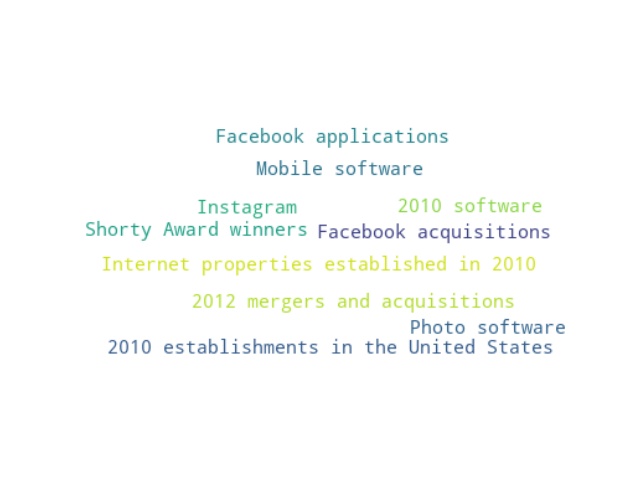 Facebook applications
Mobile software
Instagram
2010 software
Shorty Award winners
Facebook acquisitions
Internet properties established in 2010
2012 mergers and acquisitions
Photo software
2010 establishments in the United States